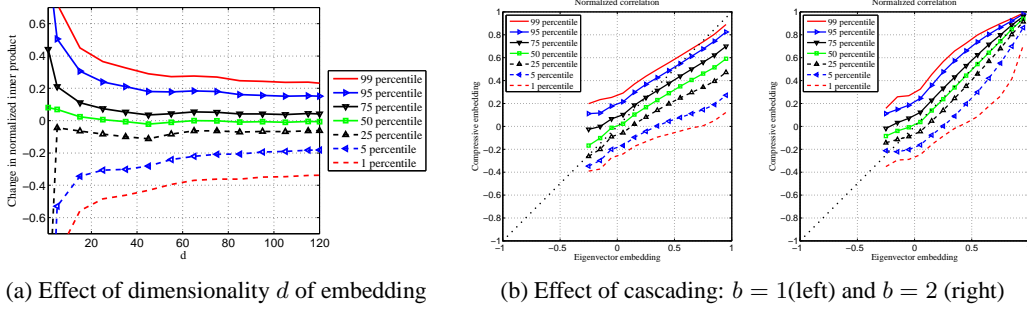 Change in normalized inner product
0.6
0.4
0.2
0
−0.2
−0.4
−0.6
20
40
60
80
100
120
d
99 percentile
95 percentile
75 percentile
50 percentile
25 percentile
5 percentile
1 percentile
Normalized correlation
Compressive embedding
1
0.8
0.6
0.4
0.2
0
−0.2
−0.4
−0.6
−0.8
−1
−1
−0.5
0
0.5
1
Eigenvector embedding
99 percentile
95 percentile
75 percentile
50 percentile
25 percentile
5 percentile
1 percentile
Normalized correlation
Compressive embedding
1
0.8
0.6
0.4
0.2
0
−0.2
−0.4
−0.6
−0.8
−1
−1
−0.5
0
0.5
1
Eigenvector embedding
99 percentile
95 percentile
75 percentile
50 percentile
25 percentile
5 percentile
1 percentile
(a) Effect of dimensionality d of embedding
(b) Effect of cascading: b = 1(left) and b = 2 (right)